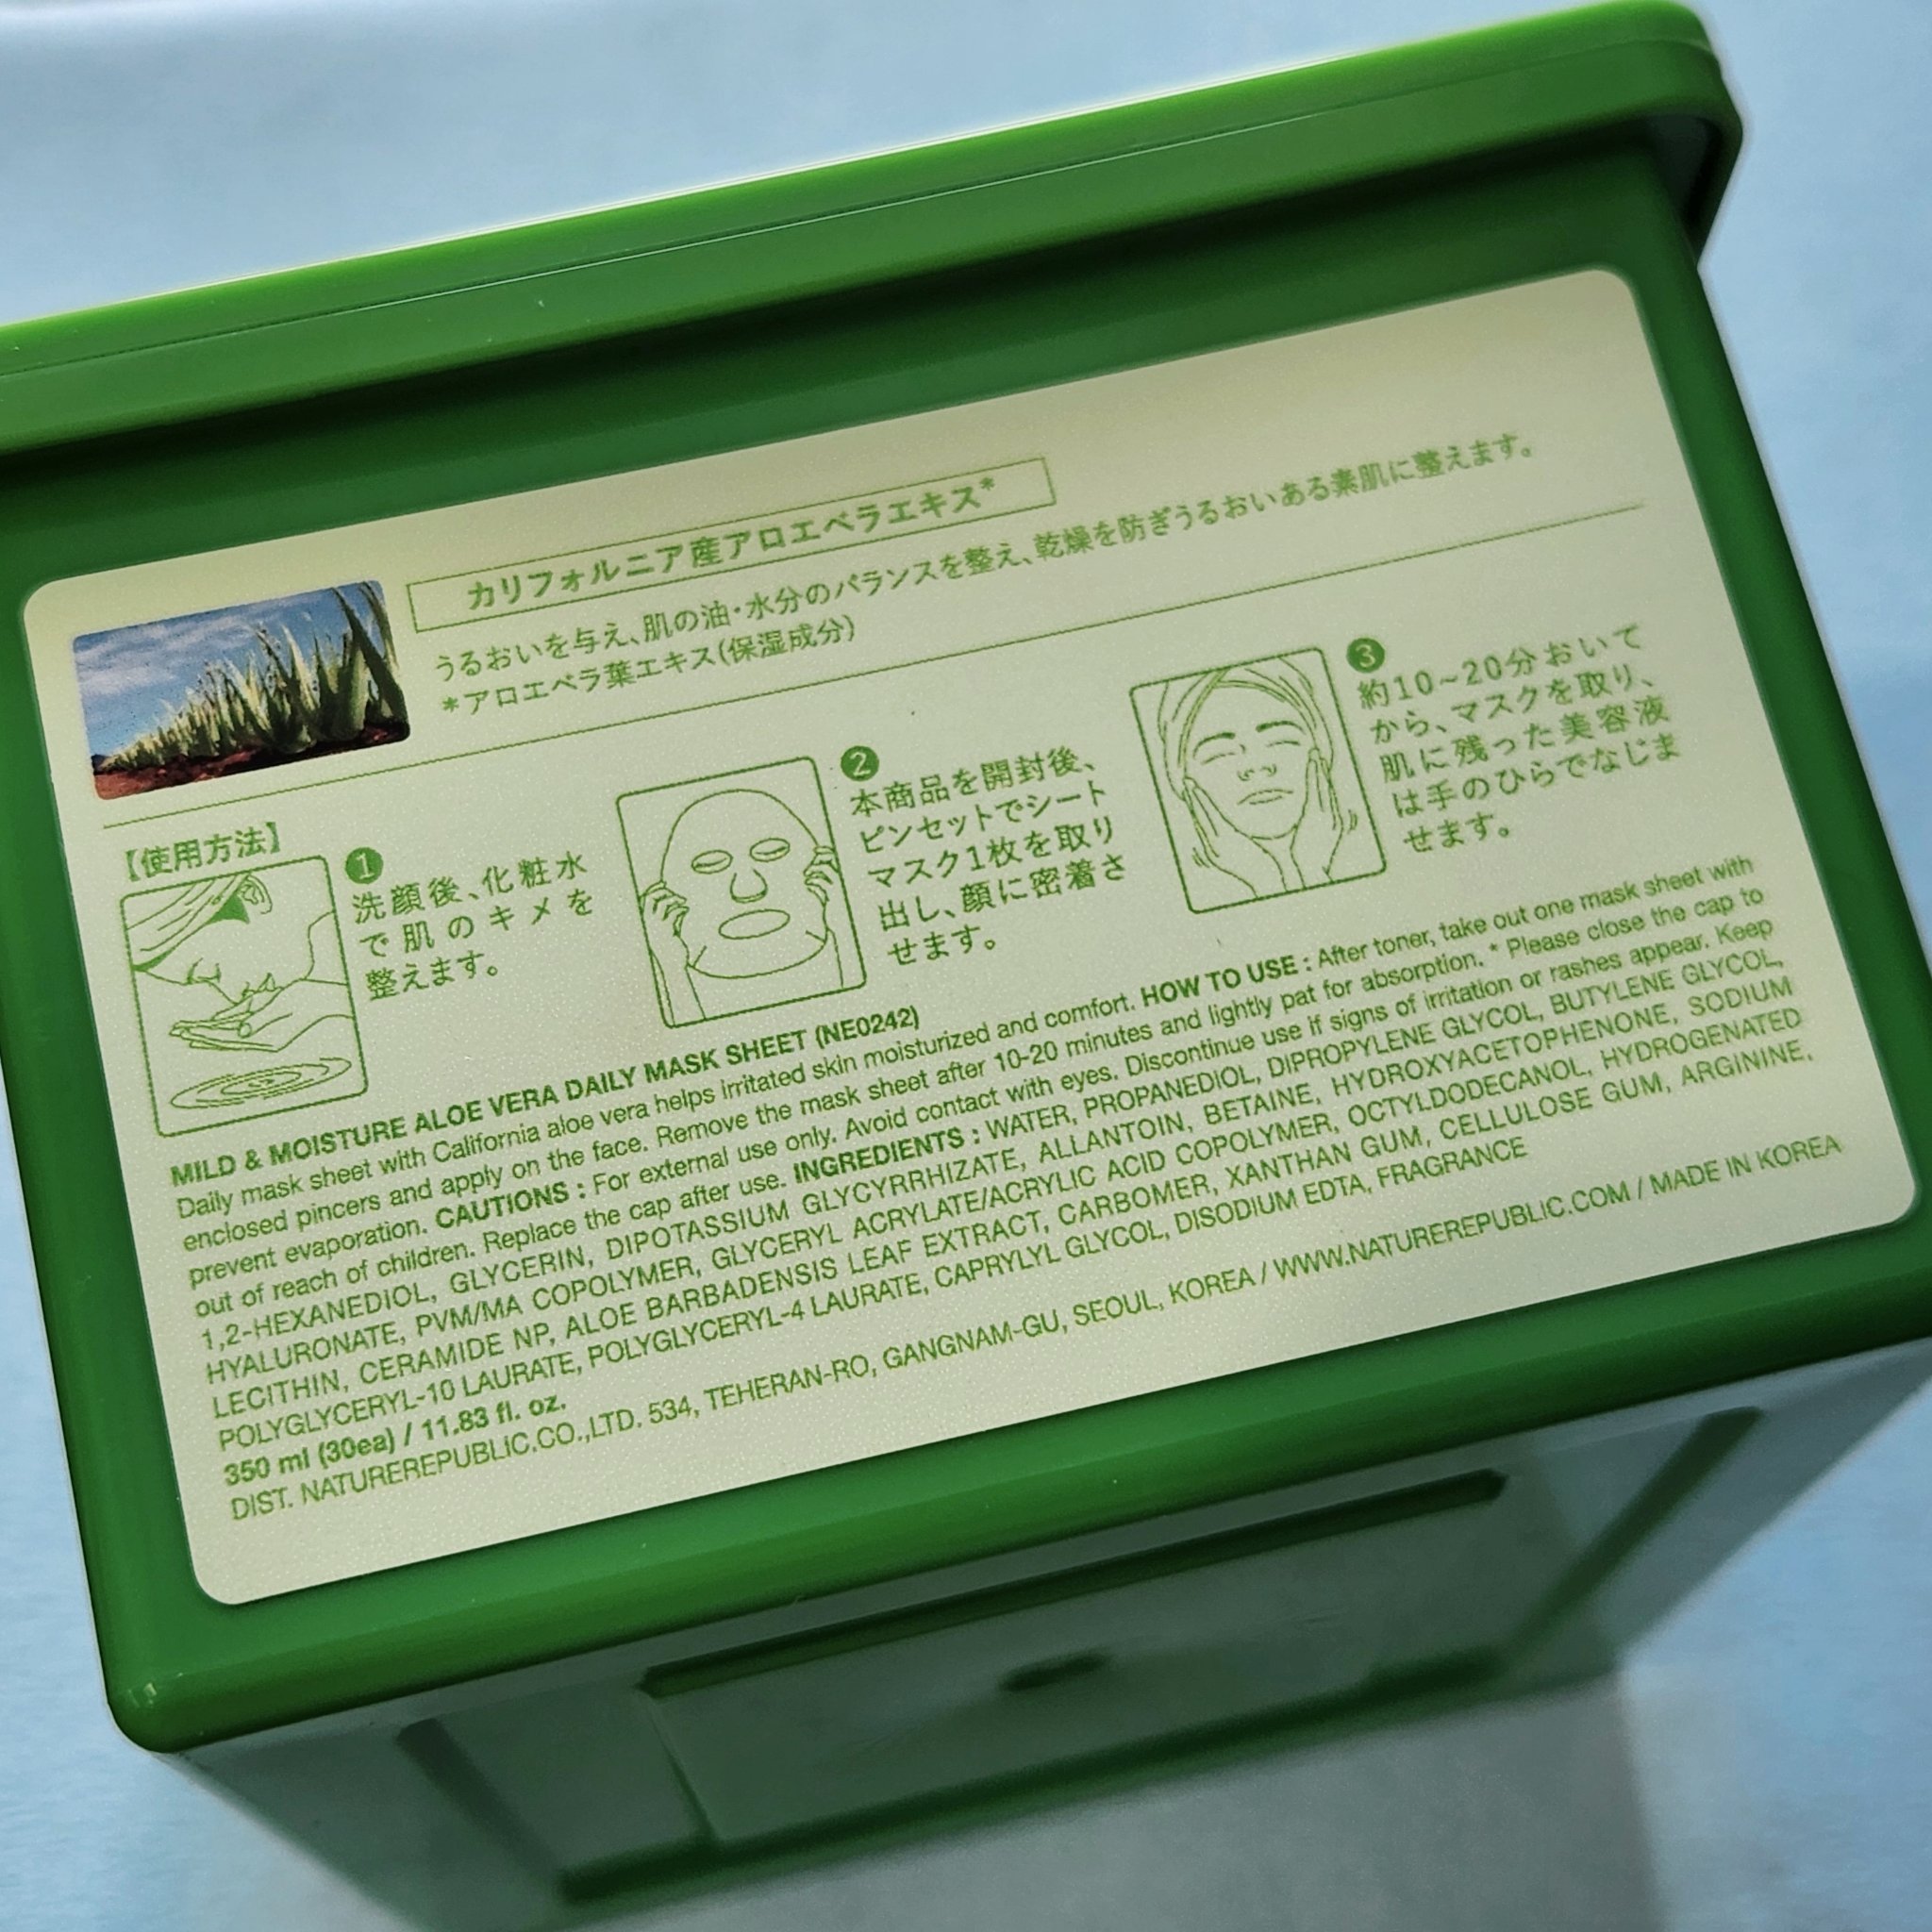 カリフォルニア産アロエベラエキス*
うるおいを与え、肌の油・水分のバランスを整え、乾燥を防ぎうるおいある素肌に整えます。
*アロエベラ葉エキス(保湿成分)
【使用方法】
1
洗顔後、化粧水
で肌のキメを
整えます。
2
本商品を開封後、
ピンセットでシート
マスク1枚を取り
出し、顔に密着さ
せます。
3
約10~20分おいて
から、マスクを取り、
肌に残った美容液
は手のひらでなじま
せます。
MILD & MOISTURE ALOE VERA DAILY MASK SHEET (NE0242)
Daily mask sheet with California aloe vera helps irritated skin moisturized and comfort. HOW TO USE : After toner, take out one mask sheet with
enclosed pincers and apply on the face. Remove the mask sheet after 10-20 minutes and lightly pat for absorption. * Please close the cap to
prevent evaporation. CAUTIONS : For external use only. Avoid contact with eyes. Discontinue use if signs of irritation or rashes appear. Keep
out of reach of children. Replace the cap after use. INGREDIENTS : WATER, PROPANEDIOL, DIPROPYLENE GLYCOL, BUTYLENE GLYCOL,
1,2-HEXANEDIOL, GLYCERIN, DIPOTASSIUM GLYCYRRHIZATE, ALLANTOIN, BETAINE, HYDROXYACETOPHENONE, SODIUM
HYALURONATE, PVM/MA COPOLYMER, GLYCERYL ACRYLATE/ACRYLIC ACID COPOLYMER, OCTYLDODECANOL, HYDROGENATED
LECITHIN, CERAMIDE NP, ALOE BARBADENSIS LEAF EXTRACT, CARBOMER, XANTHAN GUM, CELLULOSE GUM, ARGININE,
POLYGLYCERYL-10 LAURATE, POLYGLYCERYL-4 LAURATE, CAPRYLYL GLYCOL, DISODIUM EDTA, FRAGRANCE
350 ml (30ea) / 11.83 fl. oz.
DIST. NATUREREPUBLIC.CO.,LTD. 534, TEHERAN-RO, GANGNAM-GU, SEOUL, KOREA / WWW.NATUREREPUBLIC.COM / MADE IN KOREA